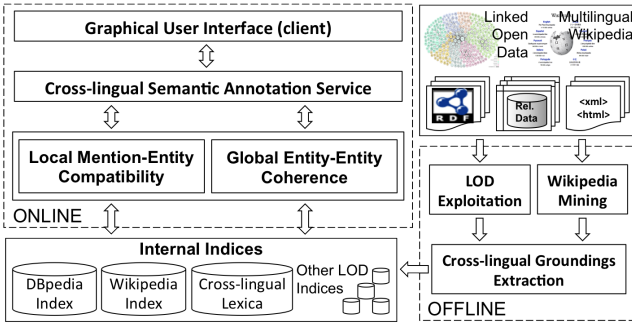 Graphical User Interface (client)
Cross-lingual Semantic Annotation Service
Local Mention-Entity
Compatibility
Global Entity-Entity
Coherence
ONLINE
Internal Indices
DBpedia
Index
Wikipedia
Index
Cross-lingual
Lexica
Other LOD
Indices
Linked
Open
Data
Multilingual
Wikipedia
RDF
Rel.
Data
<xml>
<html>
LOD
Exploitation
Wikipedia
Mining
Cross-lingual Groundings
Extraction
OFFLINE